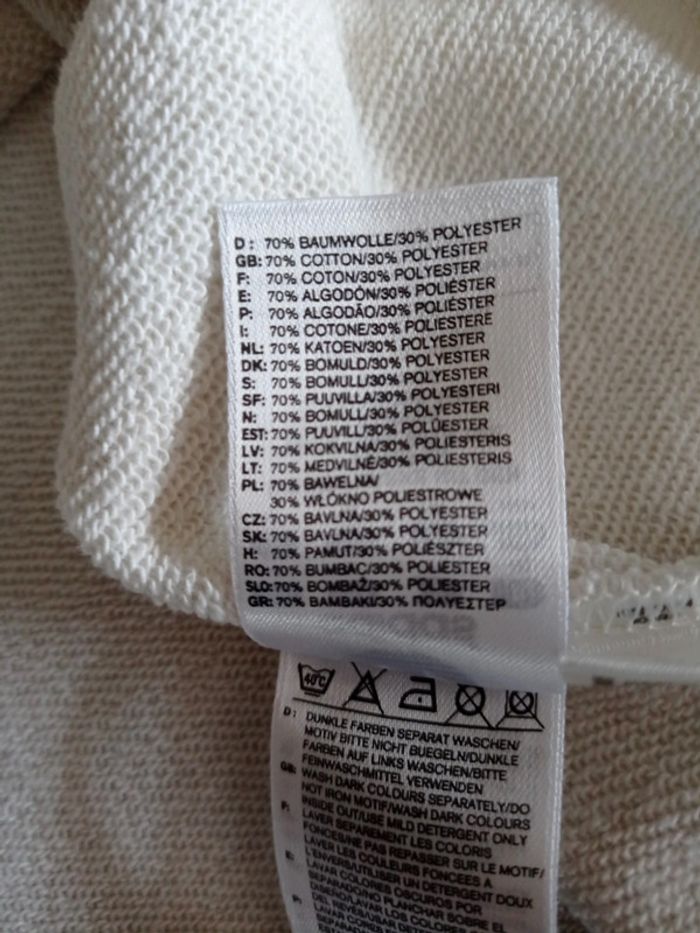 D: 70% BAUMWOLLE/30% POLYESTER
GB: 70% COTTON/30% POLYESTER
F: 70% COTON/30% POLYESTER
E: 70% ALGODÓN/30% POLIÉSTER
P: 70% ALGODÃO/30% POLIÉSTER
I: 70% COTONE/30% POLIESTERE
NL: 70% KATOEN/30% POLYESTER
DK: 70% BOMULD/30% POLYESTER
S: 70% BOMULL/30% POLYESTER
SF: 70% PUUVILLA/30% POLYESTERI
N: 70% BOMULL/30% POLYESTER
EST: 70% PUUVILL/30% POLÜESTER
LV: 70% KOKVILNA/30% POLIESTERIS
LT: 70% MEDVILNĖ/30% POLIESTERIS
PL: 70% BAWEŁNA/
30% WŁÓKNO POLIESTROWE
CZ: 70% BAVLNA/30% POLYESTER
SK: 70% BAVLNA/30% POLYESTER
H: 70% PAMUT/30% POLIÉSZTER
RO: 70% BUMBAC/30% POLIESTER
SLO: 70% BOMBAŽ/30% POLIESTER
GR: 70% ΒΑΜΒΑΚΙ/30% ΠΟΛΥΕΣΤΕΡ
40°C
D: DUNKLE FARBEN SEPARAT WASCHEN/
MOTIV BITTE NICHT BUEGELN/DUNKLE
FARBEN AUF LINKS WASCHEN/BITTE
FEINWASCHMITTEL VERWENDEN
GB: WASH DARK COLOURS SEPARATELY/DO
NOT IRON MOTIF/WASH DARK COLOURS
INSIDE OUT/USE MILD DETERGENT ONLY
F: LAVER SEPAREMENT LES COLORIS
FONCES/NE PAS REPASSER SUR LE MOTIF/
LAVER LES COULEURS FONCEES A
L'ENVERS/UTILISER UN DETERGENT DOUX
E: LAVAR COLORES OSCUROS POR
SEPARADO/NO PLANCHAR SOBRE EL
DEL REVES/USAR DETERGENTE
P: LAVAR CORES